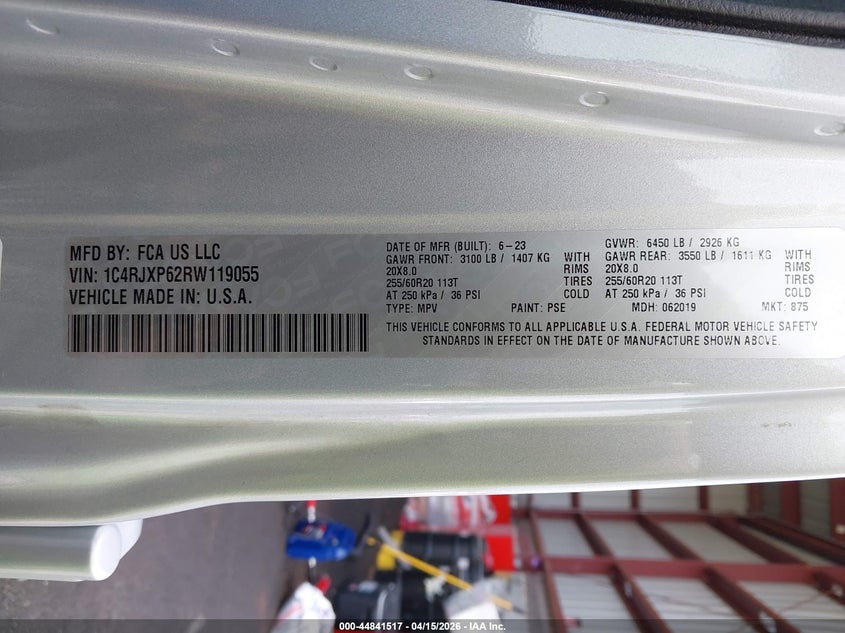 MFD BY: FCA US LLC
VIN: 1C4RJXP62RW119055
VEHICLE MADE IN: U.S.A.
DATE OF MFR (BUILT): 6-23
GAWR FRONT: 3100 LB / 1407 KG WITH
20X8.0 RIMS
255/60R20 113T TIRES
AT 250 kPa / 36 PSI COLD
GVWR: 6450 LB / 2926 KG
GAWR REAR: 3550 LB / 1611 KG WITH
20X8.0 RIMS
255/60R20 113T TIRES
AT 250 kPa / 36 PSI COLD
TYPE: MPV PAINT: PSE MDH: 062019 MKT: 875
THIS VEHICLE CONFORMS TO ALL APPLICABLE U.S.A. FEDERAL MOTOR VEHICLE SAFETY
STANDARDS IN EFFECT ON THE DATE OF MANUFACTURE SHOWN ABOVE.
000-44841517 - 04/15/2026 - IAA Inc.